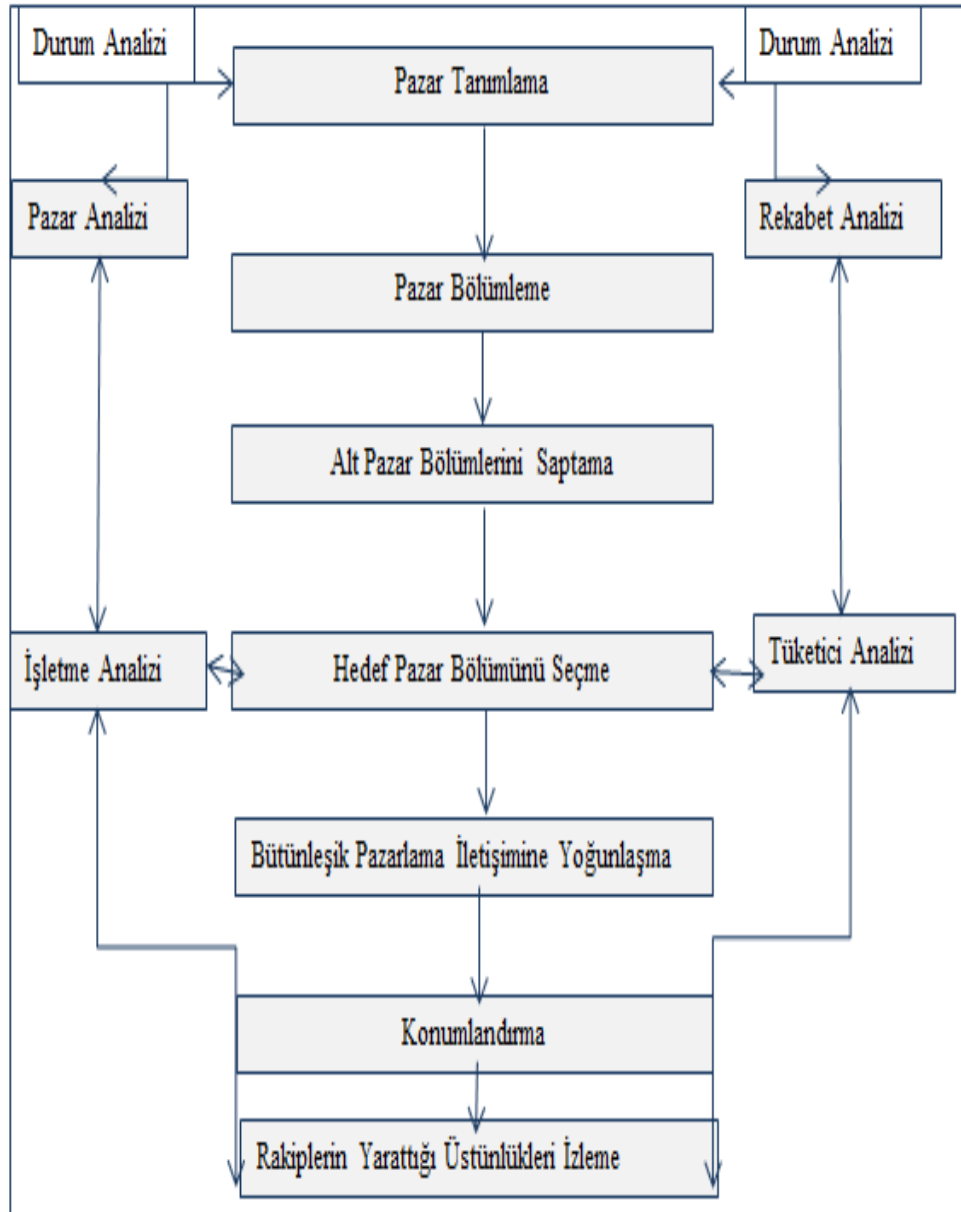 Durum Analizi
Durum Analizi
Pazar Tanımlama
Pazar Analizi
Rekabet Analizi
Pazar Bölümleme
Alt Pazar Bölümlerini Saptama
İşletme Analizi
Hedef Pazar Bölümünü Seçme
Tüketici Analizi
Bütünleşik Pazarlama İletişimine Yoğunlaşma
Konumlandırma
Rakiplerin Yarattığı Üstünlükleri İzleme